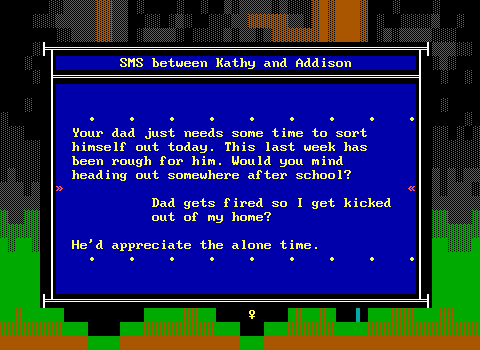 SMS between Kathy and Addison
Your dad just needs some time to sort
himself out today. This last week has
been rough for him. Would you mind
heading out somewhere after school?
Dad gets fired so I get kicked
out of my home?
He'd appreciate the alone time.